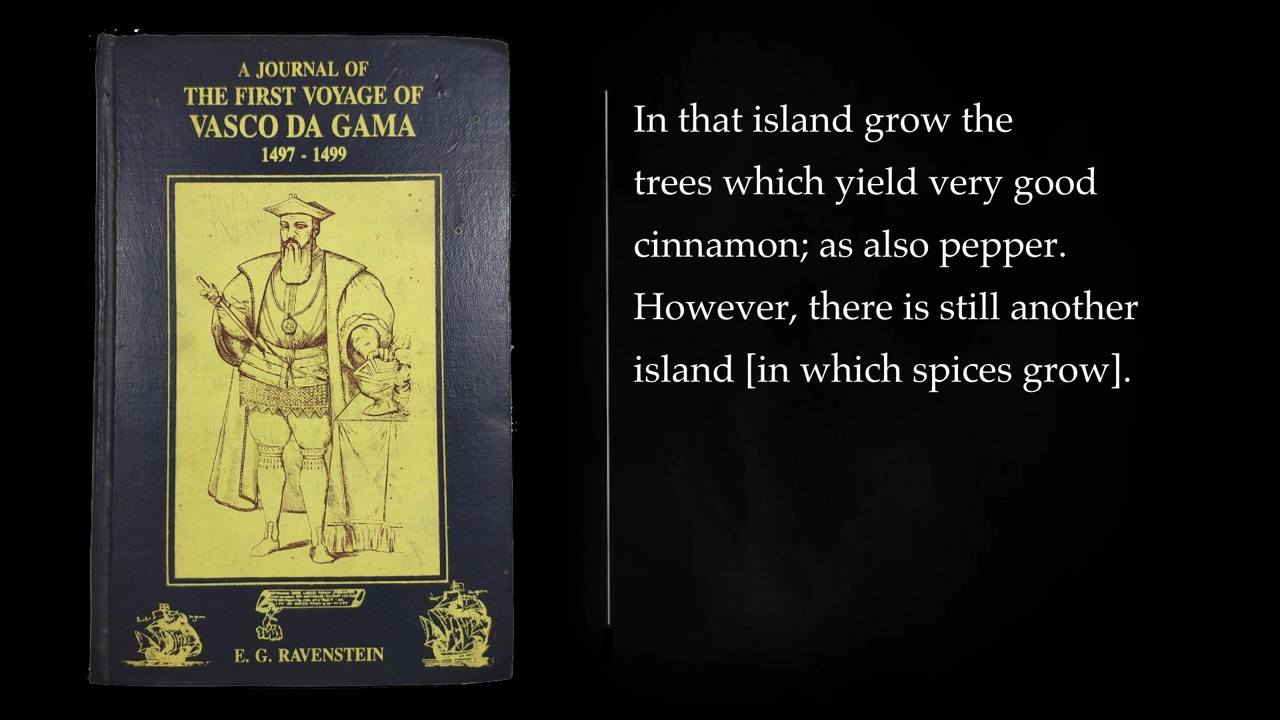 A JOURNAL OF
THE FIRST VOYAGE OF
VASCO DA GAMA
1497 - 1499
E. G. RAVENSTEIN
In that island grow the
trees which yield very good
cinnamon; as also pepper.
However, there is still another
island [in which spices grow].